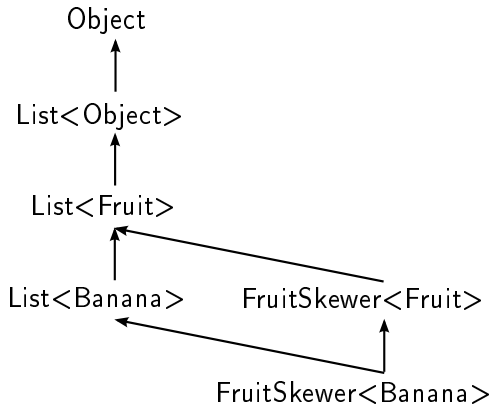 Object
List<Object>
List<Fruit>
List<Banana>
FruitSkewer<Fruit>
FruitSkewer<Banana>